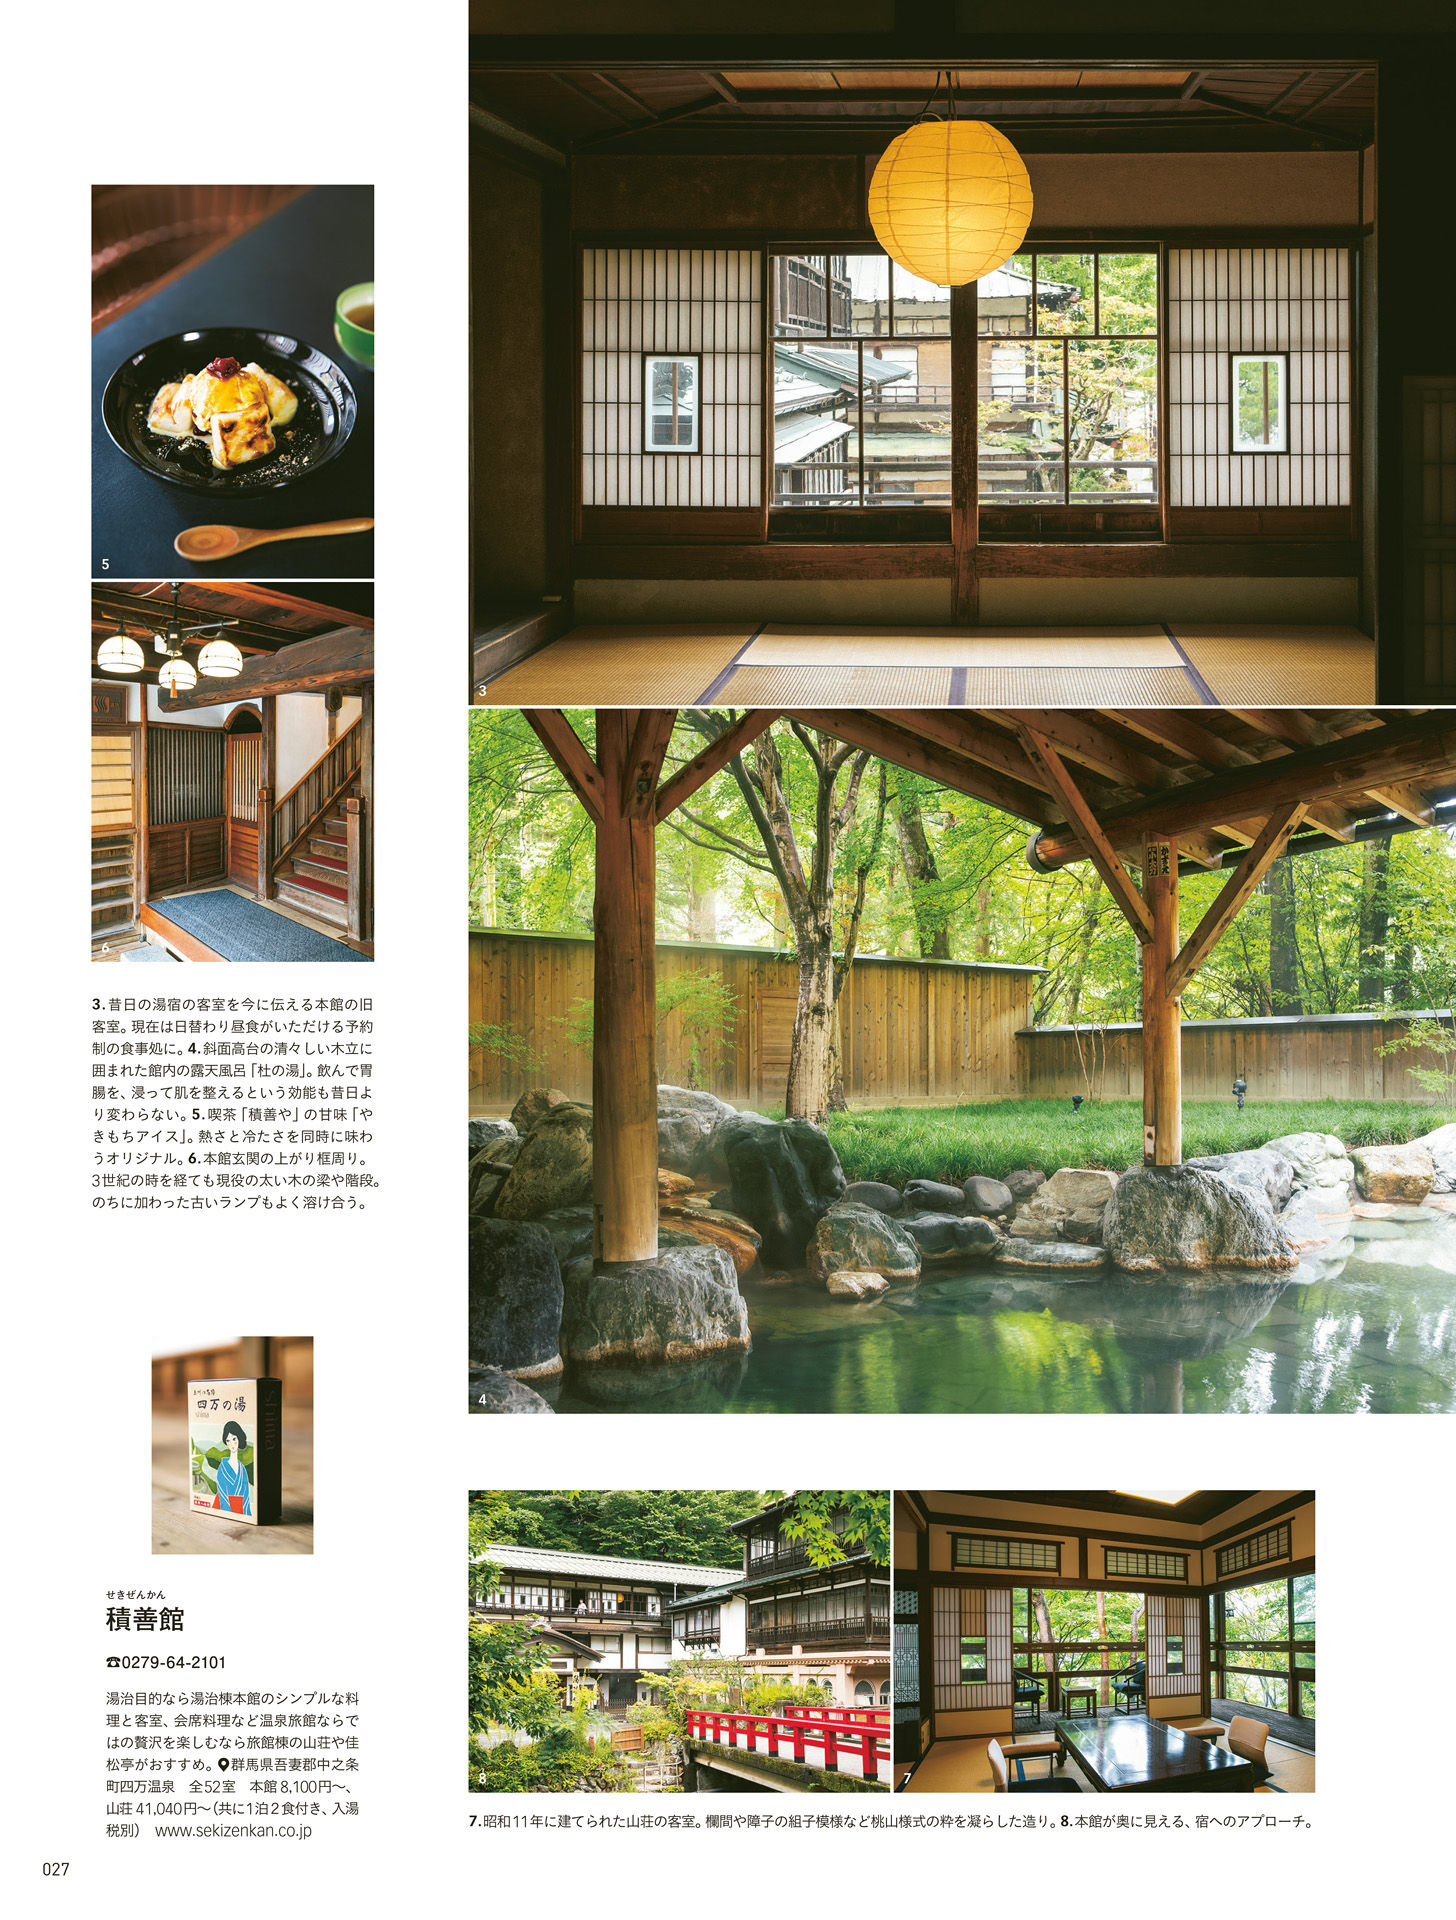 5
3
6
3.昔日の湯宿の客室を今に伝える本館の旧
客室。現在は日替わり昼食がいただける予約
制の食事処に。4.斜面高台の清々しい木立に
囲まれた館内の露天風呂「杜の湯」。飲んで胃
腸を、浸って肌を整えるという効能も昔日よ
り変わらない。5.喫茶「積善や」の甘味「や
きもちアイス」。熱さと冷たさを同時に味わ
うオリジナル。6.本館玄関の上がり框周り。
3世紀の時を経ても現役の太い木の梁や階段。
のちに加わった古いランプもよく溶け合う。
4
四万の湯
Shima
せきぜんかん
積善館
☎0279-64-2101
湯治目的なら湯治棟本館のシンプルな料
理と客室、会席料理など温泉旅館ならで
はの贅沢を楽しむなら旅館棟の山荘や佳
松亭がおすすめ。群馬県吾妻郡中之条
町四万温泉　全52室　本館8,100円〜、
山荘41,040円〜（共に1泊2食付き、入湯
税別）　www.sekizenkan.co.jp
8
7
7.昭和11年に建てられた山荘の客室。欄間や障子の組子模様など桃山様式の粋を凝らした造り。8.本館が奥に見える、宿へのアプローチ。
027